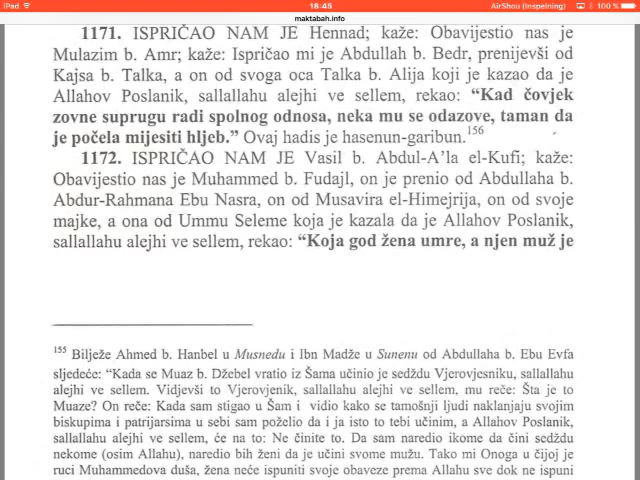 iPad 18:45 AirShou (Inspelning) 100 %
maktabah.info
1171. ISPRIČAO NAM JE Hennad; kaže: Obavijestio nas je
Mulazim b. Amr; kaže: Ispričao mi je Abdullah b. Bedr, prenijevši od
Kajsa b. Talka, a on od svoga oca Talka b. Alija koji je kazao da je
Allahov Poslanik, sallallahu alejhi ve sellem, rekao: “Kad čovjek
zovne suprugu radi spolnog odnosa, neka mu se odazove, taman da
je počela mijesiti hljeb.” Ovaj hadis je hasenun-garibun.156
1172. ISPRIČAO NAM JE Vasil b. Abdul-A’la el-Kufi; kaže:
Obavijestio nas je Muhammed b. Fudajl, on je prenio od Abdullaha b.
Abdur-Rahmana Ebu Nasra, on od Musavira el-Himejrija, on od svoje
majke, a ona od Ummu Seleme koja je kazala da je Allahov Poslanik,
sallallahu alejhi ve sellem, rekao: “Koja god žena umre, a njen muž je
155 Bilježe Ahmed b. Hanbel u Musnedu i Ibn Madže u Sunenu od Abdullaha b. Ebu Evfa
sljedeće: “Kada se Muaz b. Džebel vratio iz Šama učinio je sedždu Vjerovjesniku, sallallahu
alejhi ve sellem. Vidjevši to Vjerovjenik, sallallahu alejhi ve sellem, mu reče: Šta je to
Muaze? On reče: Kada sam stigao u Šam i vidio kako se tamošnji ljudi naklanjaju svojim
biskupima i patrijarsima u sebi sam poželio da i ja isto to tebi učinim, a Allahov Poslanik,
sallallahu alejhi ve sellem, će na to: Ne činite to. Da sam naredio ikome da čini sedždu
nekome (osim Allahu), naredio bih ženi da je učini svome mužu. Tako mi Onoga u čijoj je
ruci Muhammedova duša, žena neće ispuniti svoje obaveze prema Allahu sve dok ne ispuni